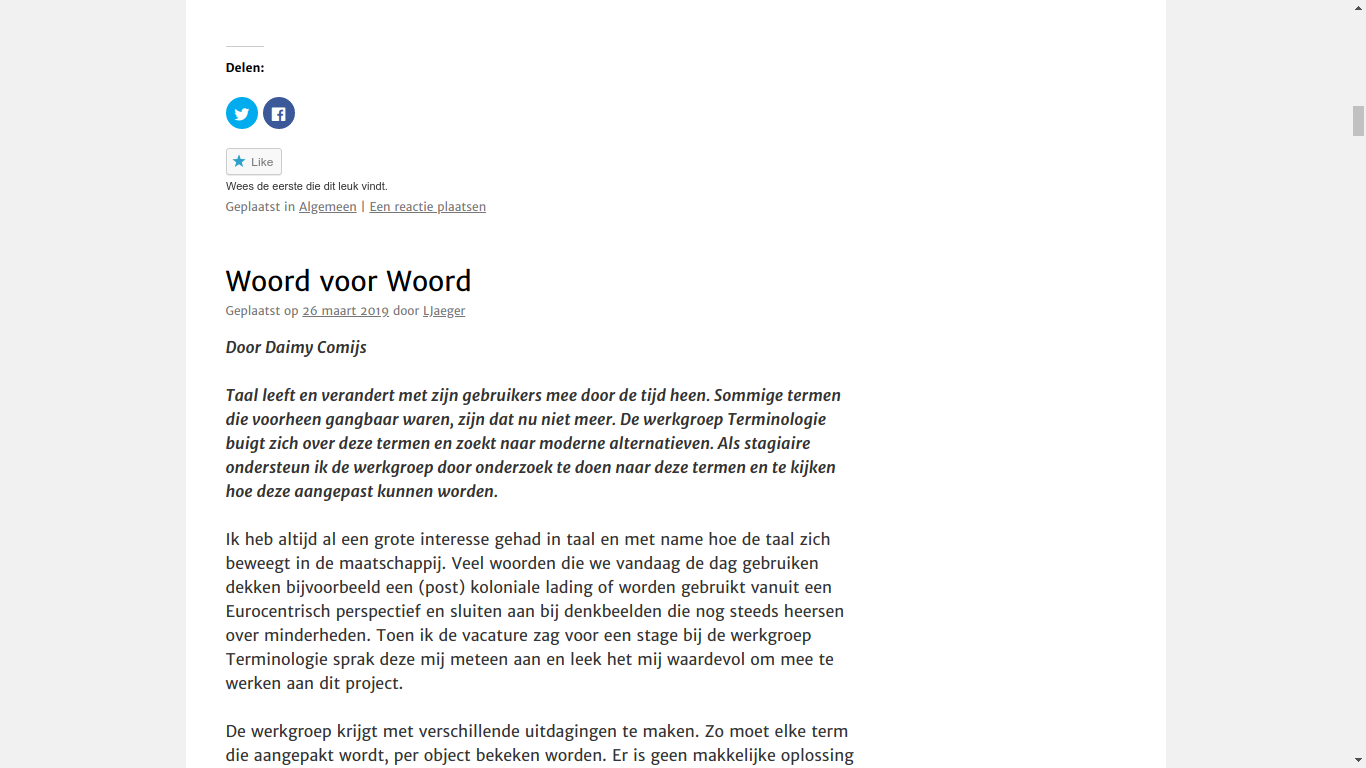 Delen:
Like
Wees de eerste die dit leuk vindt.
Geplaatst in Algemeen | Een reactie plaatsen
Woord voor Woord
Geplaatst op 26 maart 2019 door LJaeger
Door Daimy Comijs
Taal leeft en verandert met zijn gebruikers mee door de tijd heen. Sommige termen
die voorheen gangbaar waren, zijn dat nu niet meer. De werkgroep Terminologie
buigt zich over deze termen en zoekt naar moderne alternatieven. Als stagiaire
ondersteun ik de werkgroep door onderzoek te doen naar deze termen en te kijken
hoe deze aangepast kunnen worden.
Ik heb altijd al een grote interesse gehad in taal en met name hoe de taal zich
beweegt in de maatschappij. Veel woorden die we vandaag de dag gebruiken
dekken bijvoorbeeld een (post) koloniale lading of worden gebruikt vanuit een
Eurocentrisch perspectief en sluiten aan bij denkbeelden die nog steeds heersen
over minderheden. Toen ik de vacature zag voor een stage bij de werkgroep
Terminologie sprak deze mij meteen aan en leek het mij waardevol om mee te
werken aan dit project.
De werkgroep krijgt met verschillende uitdagingen te maken. Zo moet elke term
die aangepakt wordt, per object bekeken worden. Er is geen makkelijke oplossing